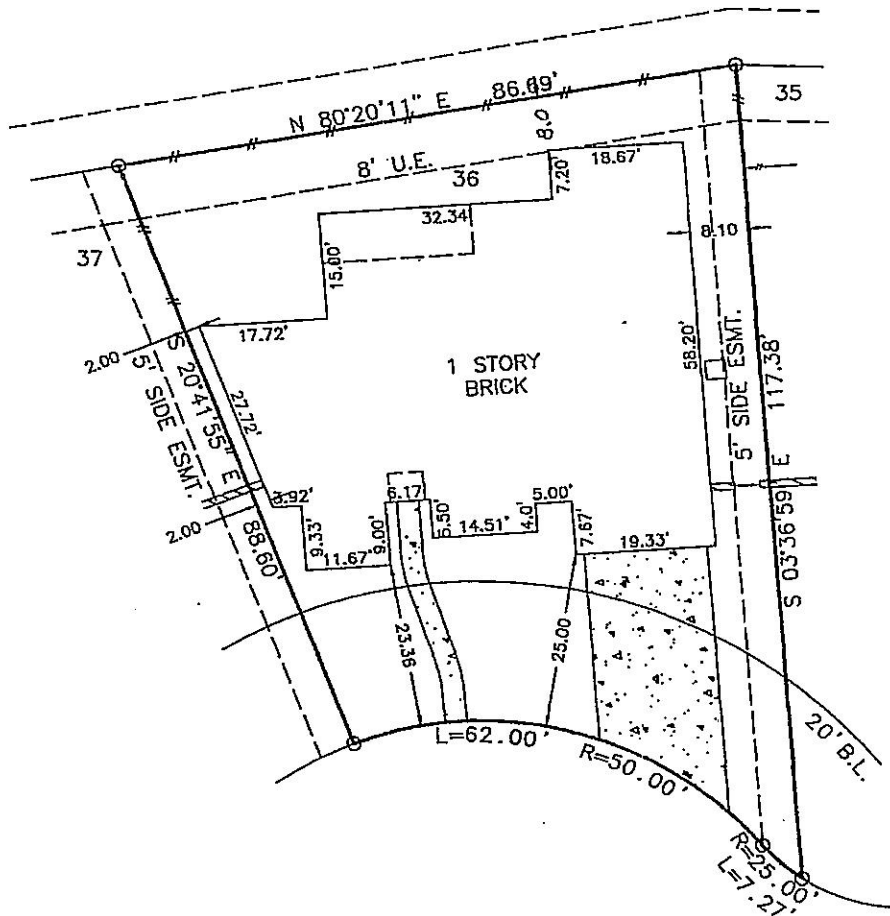 N 80°20'11" E 86.69'
35
8.0
8' U.E.
36
18.67'
7.20'
32.34
37
8.10
15.00'
17.72'
2.00
5' SIDE ESMT.
S 20°41'55" E
88.60'
27.72'
1 STORY
BRICK
58.20'
5' SIDE ESMT.
117.38'
S 03°36'59 E
3.92'
6.17
5.00'
2.00
9.33'
11.67'
9.00'
5.50'
14.51'
4.0'
7.67'
19.33'
23.36
25.00
20' B.L.
L=62.00'
R=50.00'
R=25.00'
L=7.27'